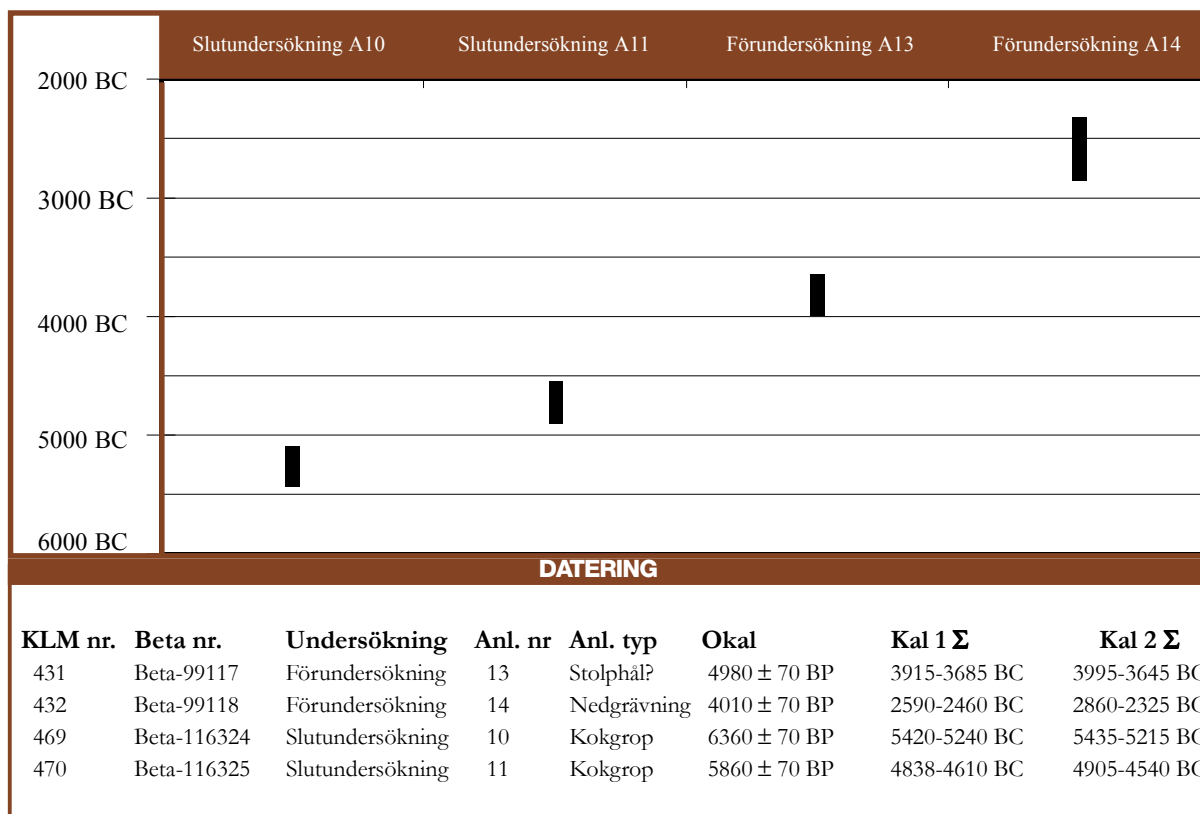 Slutundersökning A10 Slutundersökning A11 Förundersökning A13 Förundersökning A14
2000 BC
3000 BC
4000 BC
5000 BC
6000 BC
DATERING
KLM nr. Beta nr. Undersökning Anl. nr Anl. typ Okal Kal 1 Σ Kal 2 Σ
431 Beta-99117 Förundersökning 13 Stolphål? 4980 ± 70 BP 3915-3685 BC 3995-3645 BC
432 Beta-99118 Förundersökning 14 Nedgrävning 4010 ± 70 BP 2590-2460 BC 2860-2325 BC
469 Beta-116324 Slutundersökning 10 Kokgrop 6360 ± 70 BP 5420-5240 BC 5435-5215 BC
470 Beta-116325 Slutundersökning 11 Kokgrop 5860 ± 70 BP 4838-4610 BC 4905-4540 BC